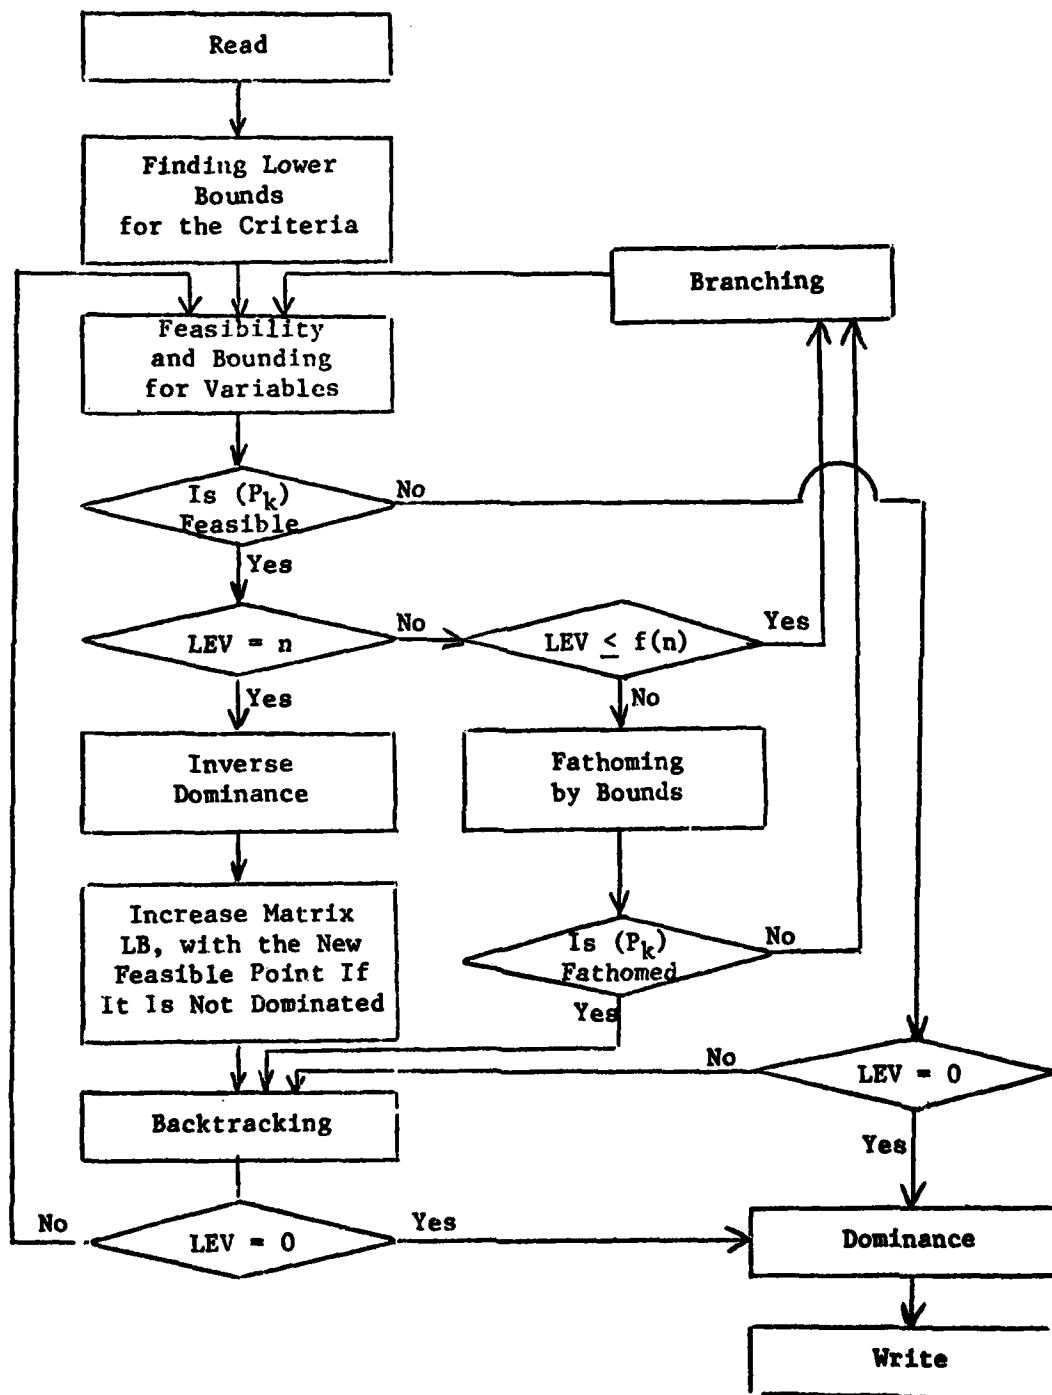 Read
Finding Lower
Bounds
for the Criteria
Branching
Feasibility
and Bounding
for Variables
Is (Pk)
Feasible
No
Yes
LEV = n
No
LEV ≤ f(n)
Yes
Yes
No
Inverse
Dominance
Fathoming
by Bounds
Increase Matrix
LB, with the New
Feasible Point If
It Is Not Dominated
Is (Pk)
Fathomed
No
Yes
No
LEV = 0
Backtracking
Yes
No
LEV = 0
Yes
Dominance
Write